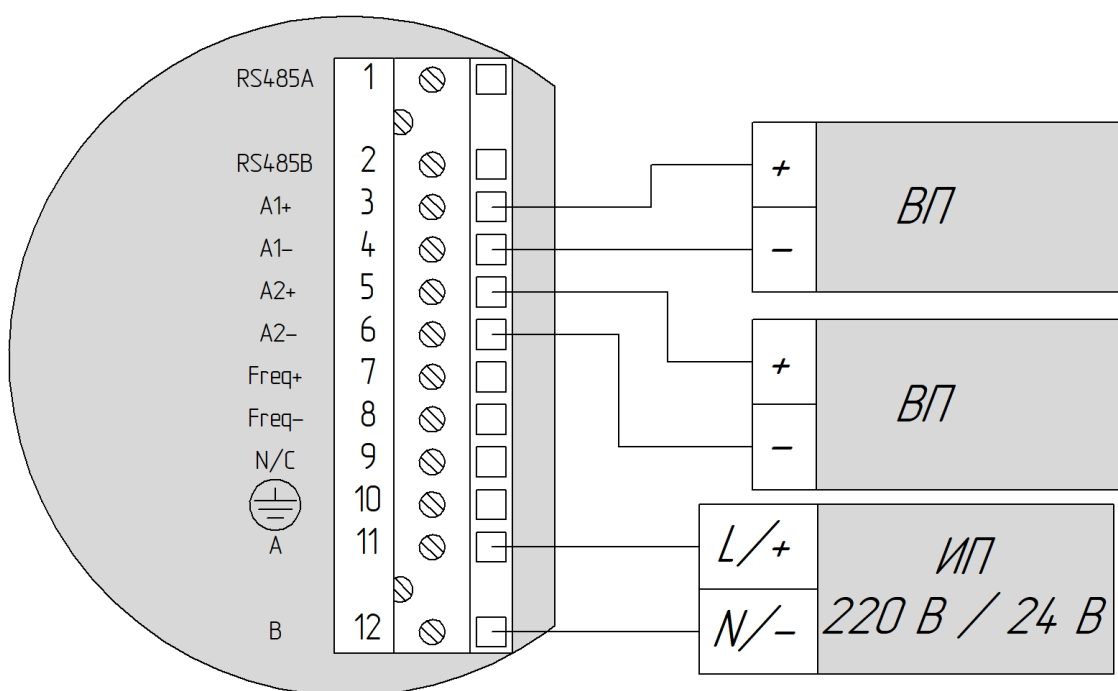 RS485A 1
RS485B 2
A1+ 3
A1- 4
A2+ 5
A2- 6
Freq+ 7
Freq- 8
N/C 9
10
A 11
B 12
+
-
ВП
+
-
ВП
L/+
N/-
ИП
220 В / 24 В